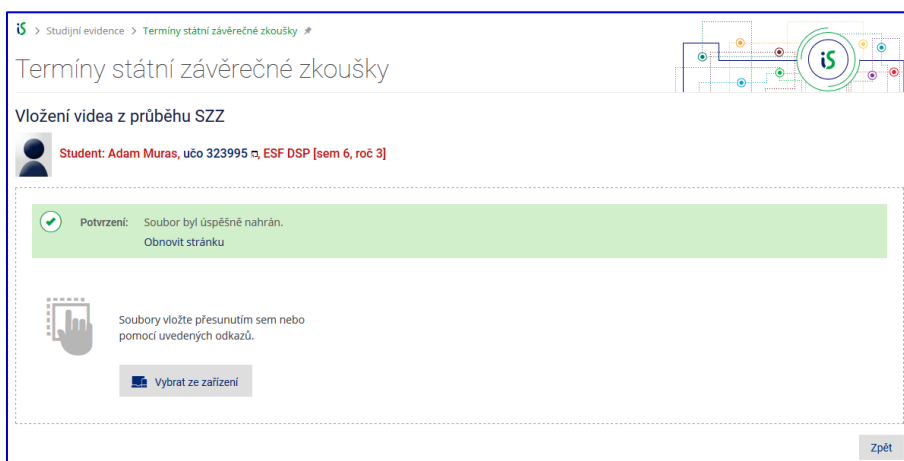 iS > Studijní evidence > Termíny státní závěrečné zkoušky
Termíny státní závěrečné zkoušky
iS
Vložení videa z průběhu SZZ
Student: Adam Muras, učo 323995, ESF DSP [sem 6, roč 3]
Potvrzení: Soubor byl úspěšně nahrán.
Obnovit stránku
Soubory vložte přesunutím sem nebo
pomocí uvedených odkazů.
Vybrat ze zařízení
Zpět